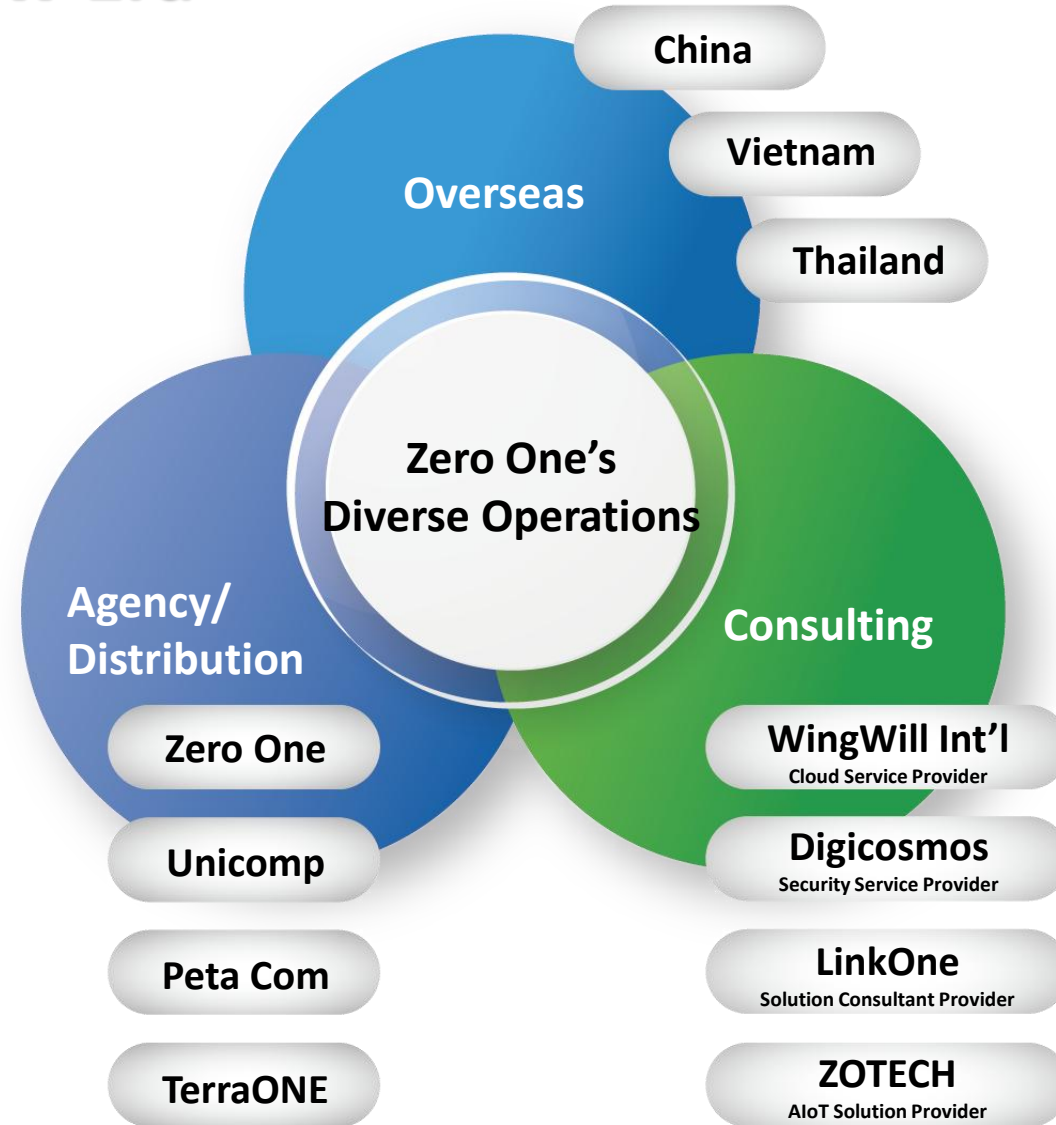 China
Vietnam
Overseas
Thailand
Zero One’s
Diverse Operations
Agency/
Distribution
Consulting
Zero One
Unicomp
Peta Com
TerraONE
WingWill Int’l
Cloud Service Provider
Digicosmos
Security Service Provider
LinkOne
Solution Consultant Provider
ZOTECH
AIoT Solution Provider